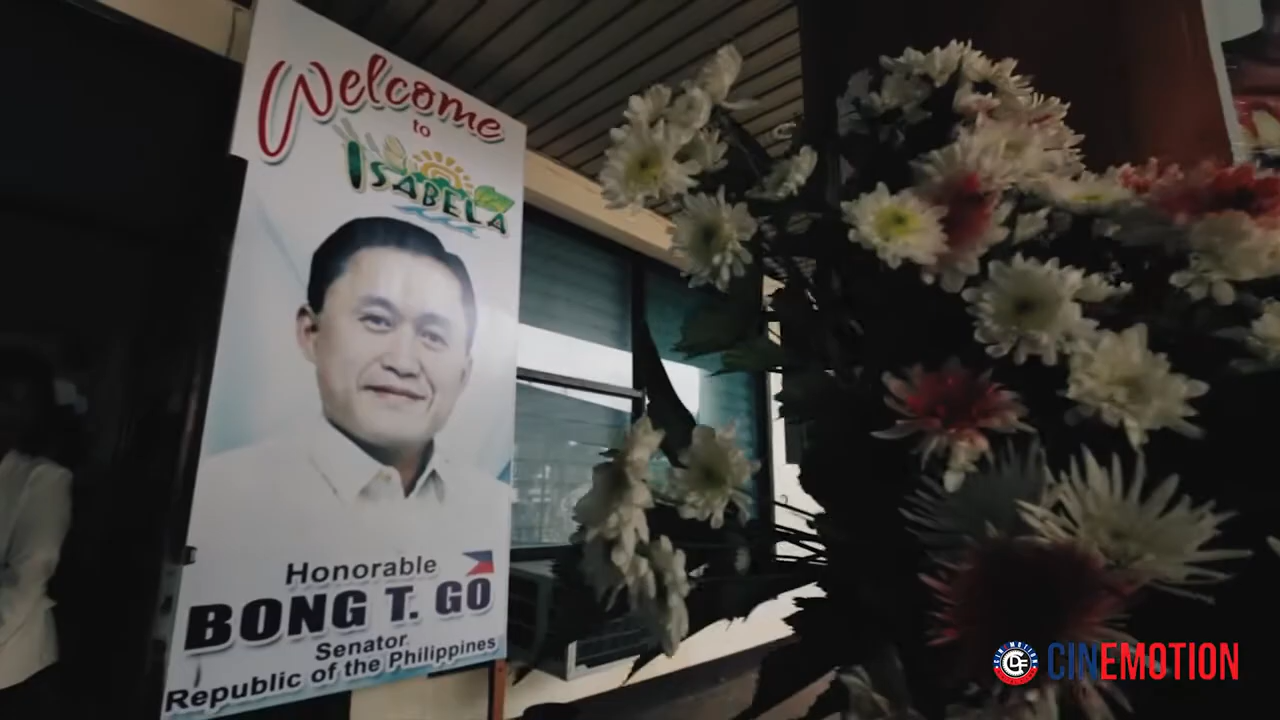 Welcome
to
ISABELA
Honorable
BONG T. GO
Senator
Republic of the Philippines
CINEMOTION